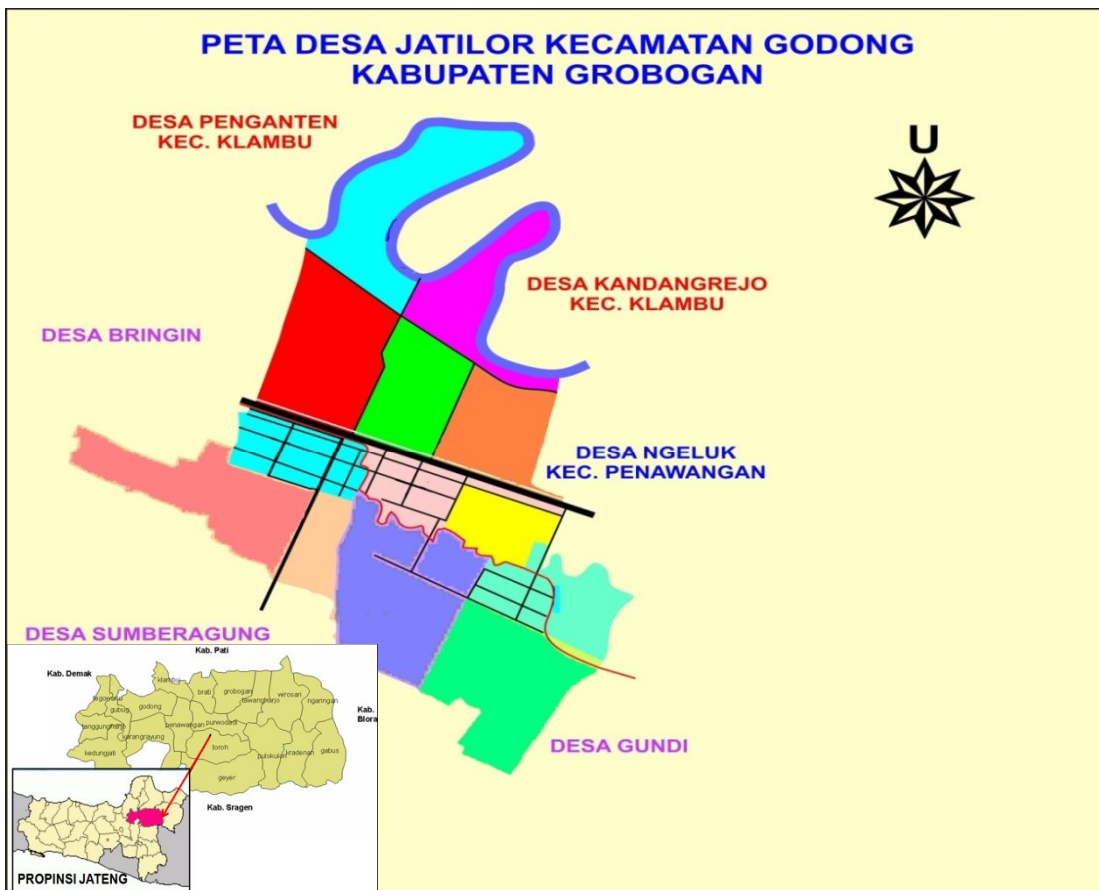 PETA DESA JATILOR KECAMATAN GODONG
KABUPATEN GROBOGAN
DESA PENGANTEN
KEC. KLAMBU
U
DESA KANDANGREJO
KEC. KLAMBU
DESA BRINGIN
DESA NGELUK
KEC. PENAWANGAN
DESA SUMBERAGUNG
DESA GUNDI
Kab. Pati
Kab. Demak
klambu
brati
grobogan
tawangharjo
wirosari
ngaringan
Kab.
Blora
tegowanu
gubug
godong
penawangan
purwodadi
tanggungharjo
karangrayung
kedungjati
toroh
pulokulon
kradenan
gabus
geyer
Kab. Sragen
PROPINSI JATENG